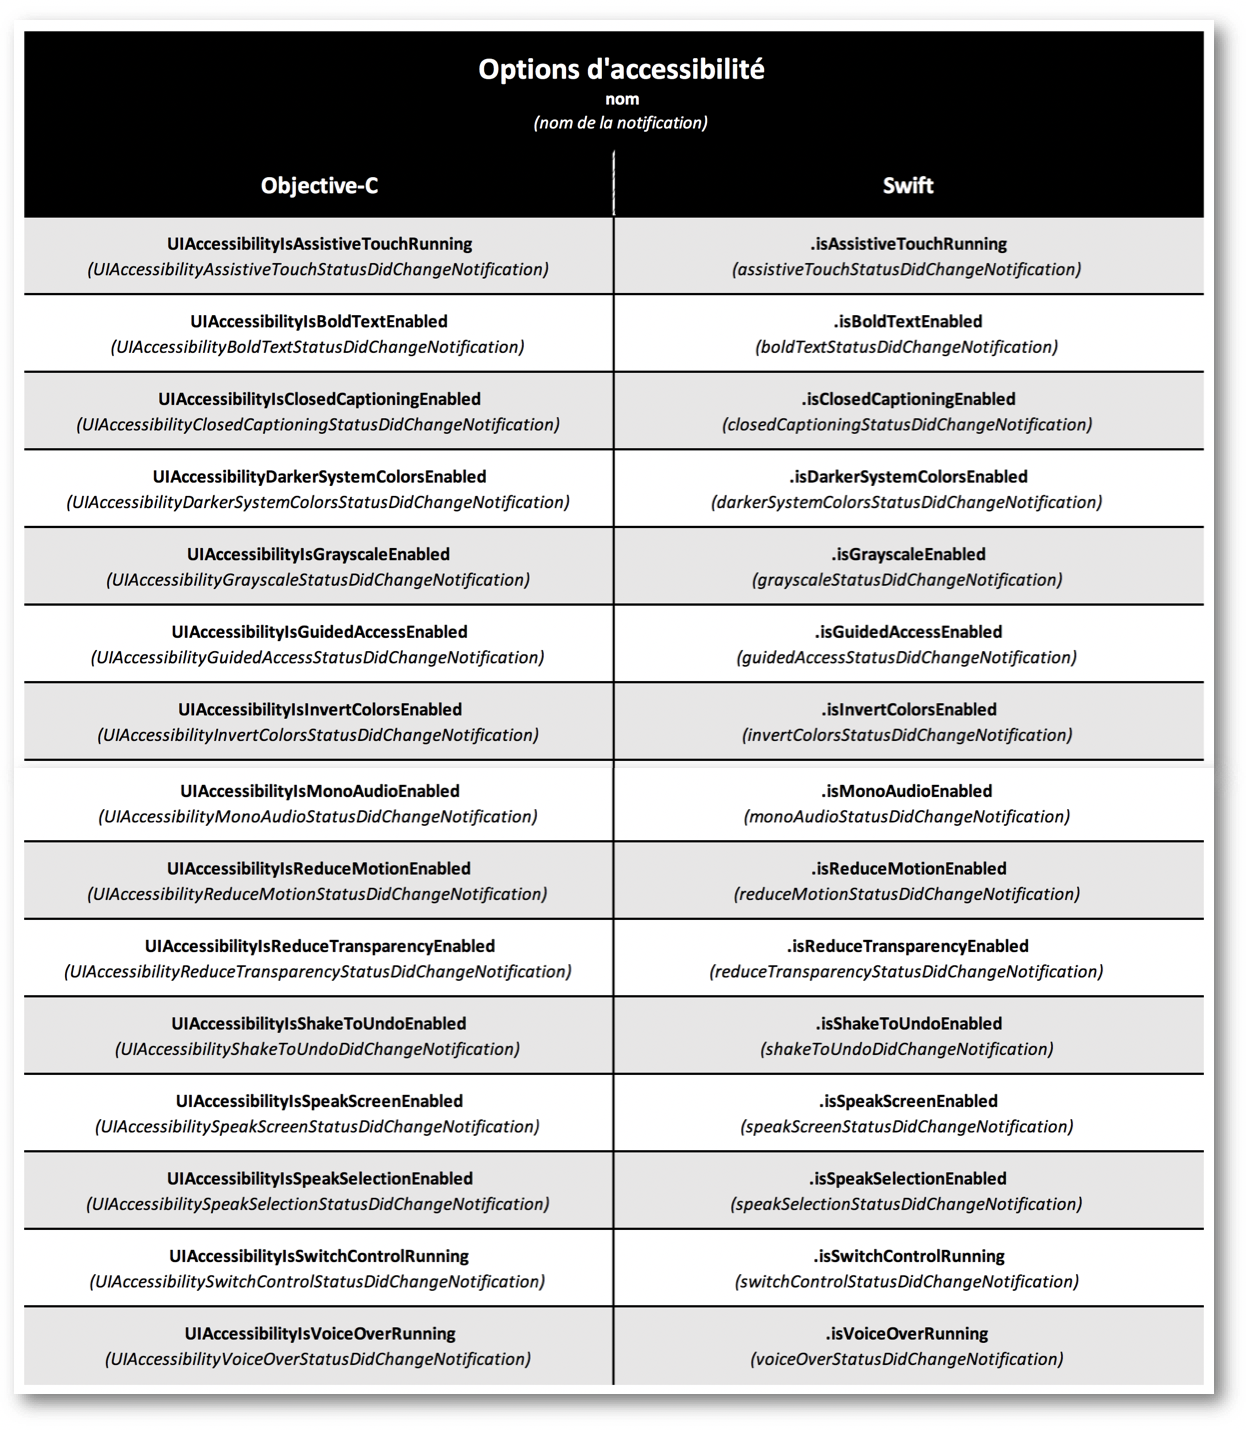 Options d'accessibilité
nom
(nom de la notification)
Objective-C
Swift
UIAccessibilityIsAssistiveTouchRunning
(UIAccessibilityAssistiveTouchStatusDidChangeNotification)
.isAssistiveTouchRunning
(assistiveTouchStatusDidChangeNotification)
UIAccessibilityIsBoldTextEnabled
(UIAccessibilityBoldTextStatusDidChangeNotification)
.isBoldTextEnabled
(boldTextStatusDidChangeNotification)
UIAccessibilityIsClosedCaptioningEnabled
(UIAccessibilityClosedCaptioningStatusDidChangeNotification)
.isClosedCaptioningEnabled
(closedCaptioningStatusDidChangeNotification)
UIAccessibilityDarkerSystemColorsEnabled
(UIAccessibilityDarkerSystemColorsStatusDidChangeNotification)
.isDarkerSystemColorsEnabled
(darkerSystemColorsStatusDidChangeNotification)
UIAccessibilityIsGrayscaleEnabled
(UIAccessibilityGrayscaleStatusDidChangeNotification)
.isGrayscaleEnabled
(grayscaleStatusDidChangeNotification)
UIAccessibilityIsGuidedAccessEnabled
(UIAccessibilityGuidedAccessStatusDidChangeNotification)
.isGuidedAccessEnabled
(guidedAccessStatusDidChangeNotification)
UIAccessibilityIsInvertColorsEnabled
(UIAccessibilityInvertColorsStatusDidChangeNotification)
.isInvertColorsEnabled
(invertColorsStatusDidChangeNotification)
UIAccessibilityIsMonoAudioEnabled
(UIAccessibilityMonoAudioStatusDidChangeNotification)
.isMonoAudioEnabled
(monoAudioStatusDidChangeNotification)
UIAccessibilityIsReduceMotionEnabled
(UIAccessibilityReduceMotionStatusDidChangeNotification)
.isReduceMotionEnabled
(reduceMotionStatusDidChangeNotification)
UIAccessibilityIsReduceTransparencyEnabled
(UIAccessibilityReduceTransparencyStatusDidChangeNotification)
.isReduceTransparencyEnabled
(reduceTransparencyStatusDidChangeNotification)
UIAccessibilityIsShakeToUndoEnabled
(UIAccessibilityShakeToUndoDidChangeNotification)
.isShakeToUndoEnabled
(shakeToUndoDidChangeNotification)
UIAccessibilityIsSpeakScreenEnabled
(UIAccessibilitySpeakScreenStatusDidChangeNotification)
.isSpeakScreenEnabled
(speakScreenStatusDidChangeNotification)
UIAccessibilityIsSpeakSelectionEnabled
(UIAccessibilitySpeakSelectionStatusDidChangeNotification)
.isSpeakSelectionEnabled
(speakSelectionStatusDidChangeNotification)
UIAccessibilityIsSwitchControlRunning
(UIAccessibilitySwitchControlStatusDidChangeNotification)
.isSwitchControlRunning
(switchControlStatusDidChangeNotification)
UIAccessibilityIsVoiceOverRunning
(UIAccessibilityVoiceOverStatusDidChangeNotification)
.isVoiceOverRunning
(voiceOverStatusDidChangeNotification)